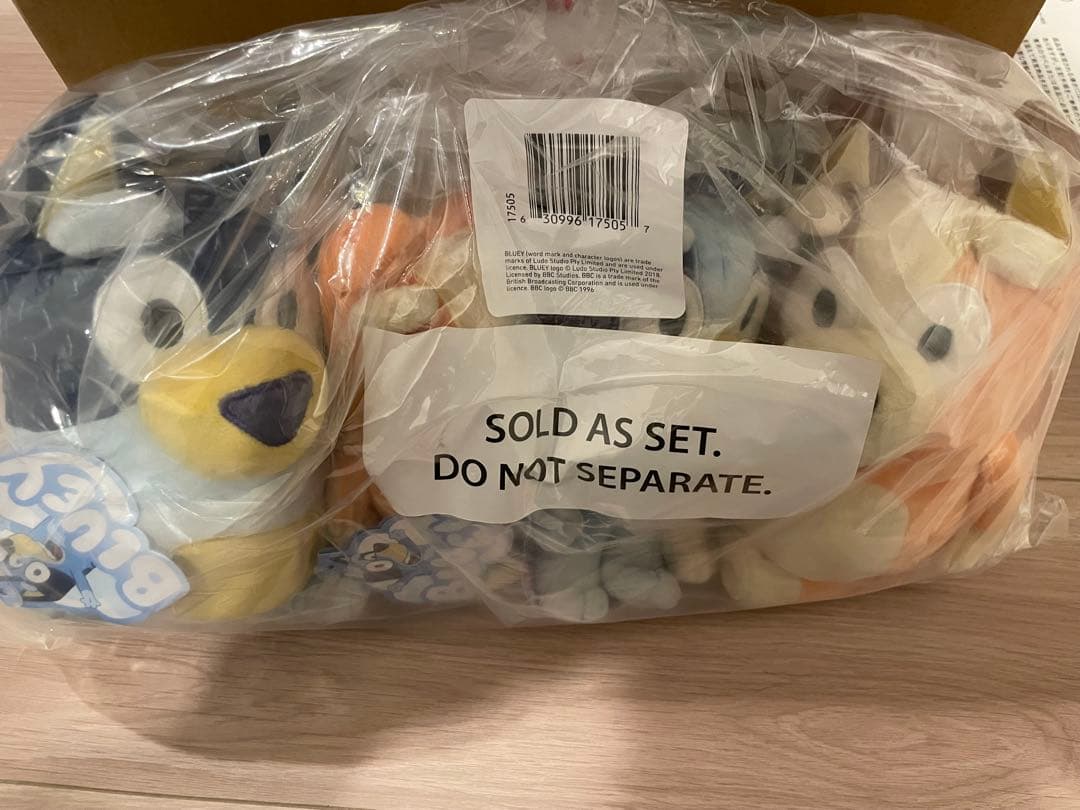 17505
6 30996 17505 7
BLUEY (word mark and character logos) are trade
marks of Ludo Studio Pty Limited and are used under
licence. BLUEY logo © Ludo Studio Pty Limited 2018.
Licensed by BBC Studios. BBC is a trade mark of the
British Broadcasting Corporation and is used under
licence. BBC logo © BBC 1996
SOLD AS SET.
DO NOT SEPARATE.
BLUEY